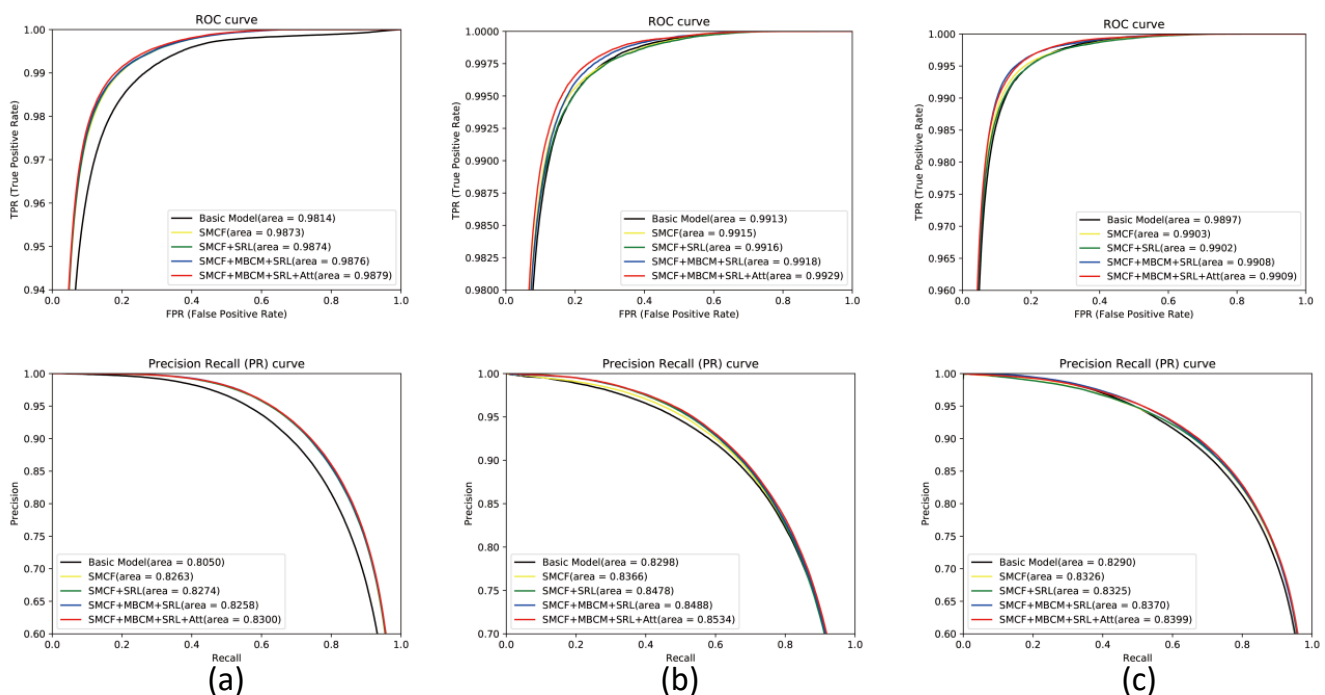 ROC curve
TPR (True Positive Rate)
1.00
0.99
0.98
0.97
0.96
0.95
0.94
0.0 0.2 0.4 0.6 0.8 1.0
FPR (False Positive Rate)
Basic Model(area = 0.9814)
SMCF(area = 0.9873)
SMCF+SRL(area = 0.9874)
SMCF+MBCM+SRL(area = 0.9876)
SMCF+MBCM+SRL+Att(area = 0.9879)
ROC curve
TPR (True Positive Rate)
1.0000
0.9975
0.9950
0.9925
0.9900
0.9875
0.9850
0.9825
0.9800
0.0 0.2 0.4 0.6 0.8 1.0
FPR (False Positive Rate)
Basic Model(area = 0.9913)
SMCF(area = 0.9915)
SMCF+SRL(area = 0.9916)
SMCF+MBCM+SRL(area = 0.9918)
SMCF+MBCM+SRL+Att(area = 0.9929)
ROC curve
TPR (True Positive Rate)
1.000
0.995
0.990
0.985
0.980
0.975
0.970
0.965
0.960
0.0 0.2 0.4 0.6 0.8 1.0
FPR (False Positive Rate)
Basic Model(area = 0.9897)
SMCF(area = 0.9903)
SMCF+SRL(area = 0.9902)
SMCF+MBCM+SRL(area = 0.9908)
SMCF+MBCM+SRL+Att(area = 0.9909)
Precision Recall (PR) curve
Precision
1.00
0.95
0.90
0.85
0.80
0.75
0.70
0.65
0.60
0.0 0.2 0.4 0.6 0.8 1.0
Recall
Basic Model(area = 0.8050)
SMCF(area = 0.8263)
SMCF+SRL(area = 0.8274)
SMCF+MBCM+SRL(area = 0.8258)
SMCF+MBCM+SRL+Att(area = 0.8300)
(a)
Precision Recall (PR) curve
Precision
1.00
0.95
0.90
0.85
0.80
0.75
0.70
0.0 0.2 0.4 0.6 0.8 1.0
Recall
Basic Model(area = 0.8298)
SMCF(area = 0.8366)
SMCF+SRL(area = 0.8478)
SMCF+MBCM+SRL(area = 0.8488)
SMCF+MBCM+SRL+Att(area = 0.8534)
(b)
Precision Recall (PR) curve
Precision
1.00
0.95
0.90
0.85
0.80
0.75
0.70
0.65
0.60
0.0 0.2 0.4 0.6 0.8 1.0
Recall
Basic Model(area = 0.8290)
SMCF(area = 0.8326)
SMCF+SRL(area = 0.8325)
SMCF+MBCM+SRL(area = 0.8370)
SMCF+MBCM+SRL+Att(area = 0.8399)
(c)